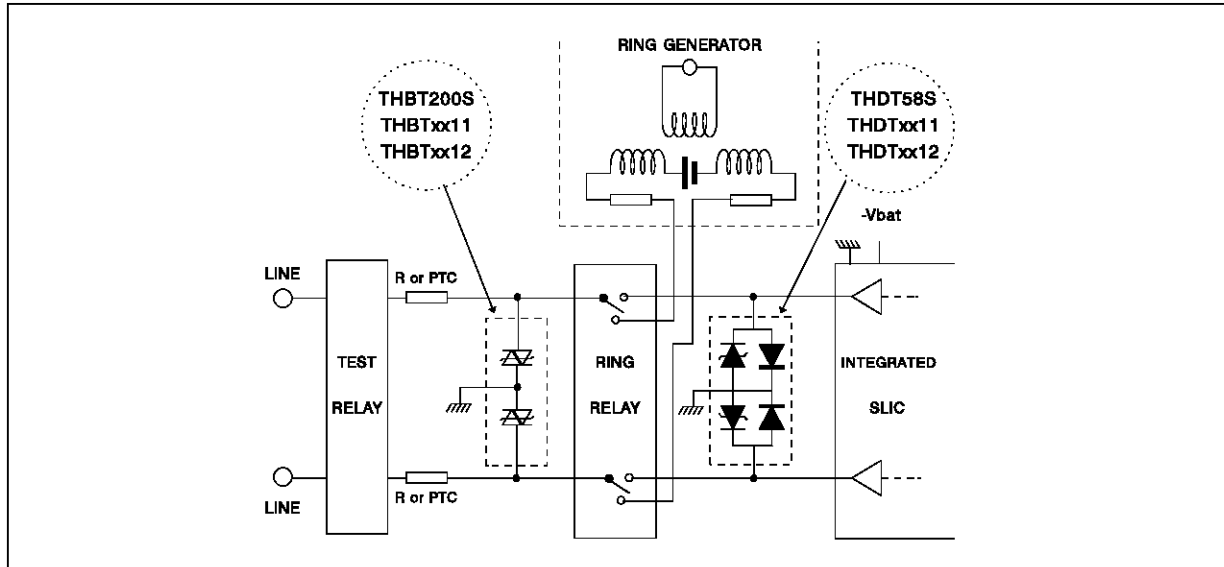 RING GENERATOR
THBT200S
THBTxx11
THBTxx12
THDT58S
THDTxx11
THDTxx12
-Vbat
LINE
R or PTC
TEST
RELAY
RING
RELAY
INTEGRATED
SLIC
R or PTC
LINE